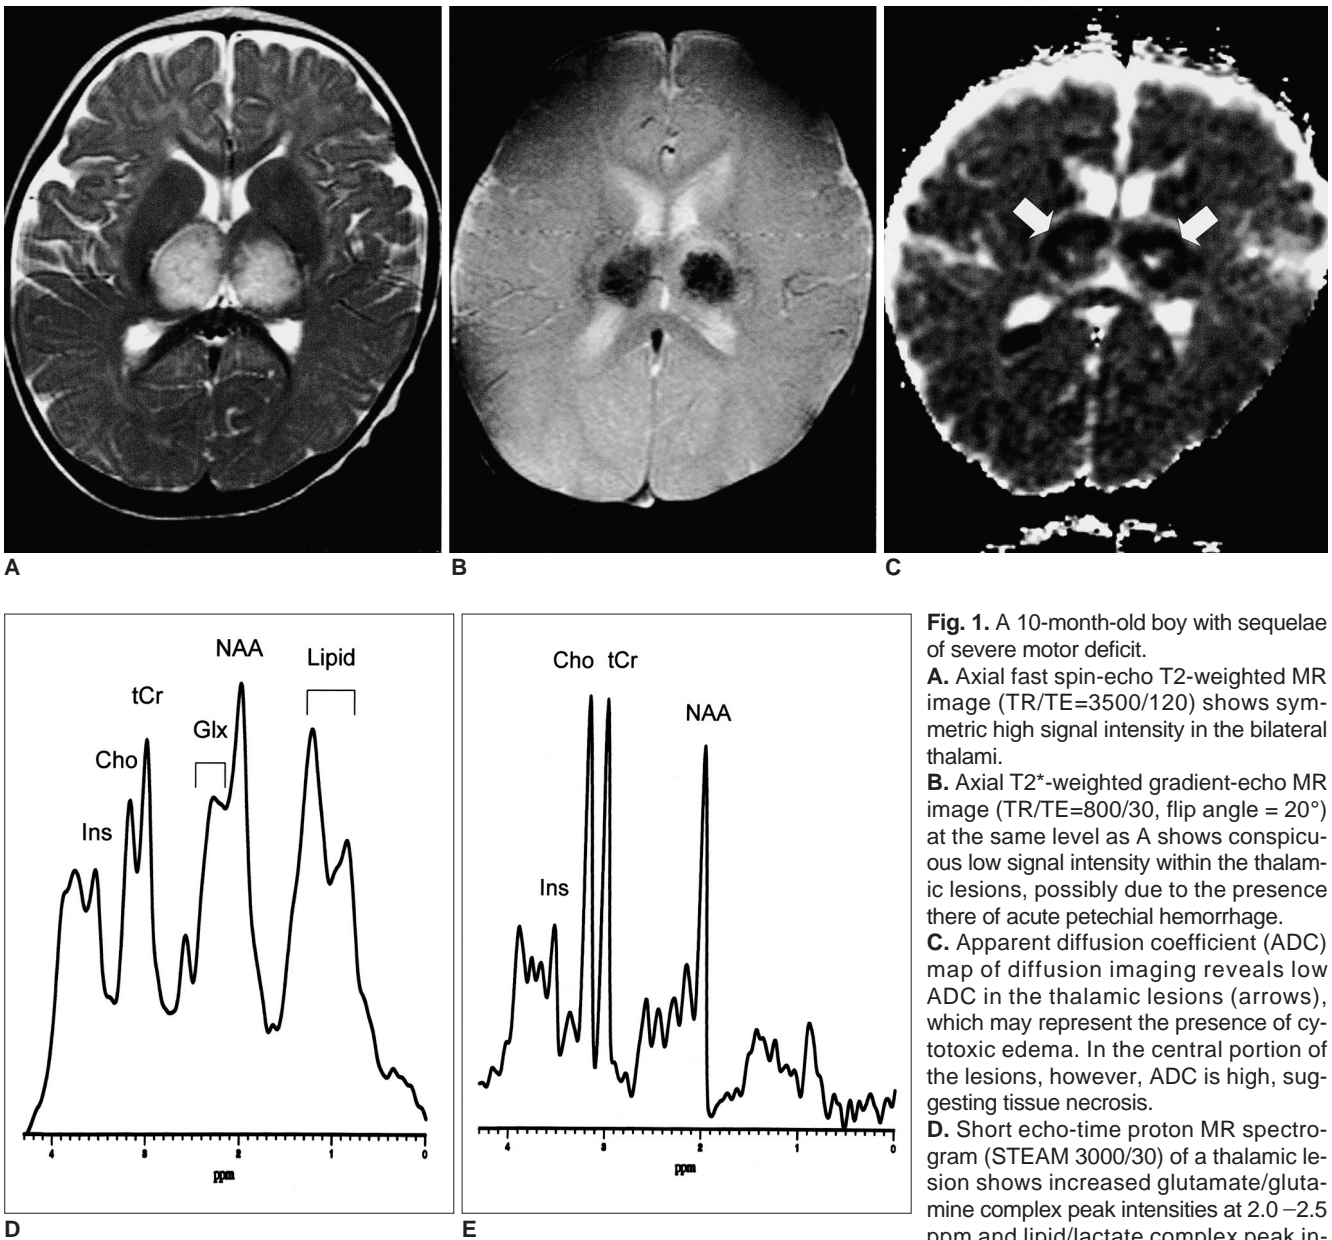 A
B
C
NAA
Lipid
tCr
Glx
Cho
Ins
4
3
2
1
0
ppm
D
Cho tCr
NAA
Ins
4
3
2
1
0
ppm
E
Fig. 1. A 10-month-old boy with sequelae
of severe motor deficit.
A. Axial fast spin-echo T2-weighted MR
image (TR/TE=3500/120) shows sym-
metric high signal intensity in the bilateral
thalami.
B. Axial T2*-weighted gradient-echo MR
image (TR/TE=800/30, flip angle = 20°)
at the same level as A shows conspicu-
ous low signal intensity within the thalam-
ic lesions, possibly due to the presence
there of acute petechial hemorrhage.
C. Apparent diffusion coefficient (ADC)
map of diffusion imaging reveals low
ADC in the thalamic lesions (arrows),
which may represent the presence of cy-
totoxic edema. In the central portion of
the lesions, however, ADC is high, sug-
gesting tissue necrosis.
D. Short echo-time proton MR spectro-
gram (STEAM 3000/30) of a thalamic le-
sion shows increased glutamate/gluta-
mine complex peak intensities at 2.0 –2.5
ppm and lipid/lactate complex peak in-